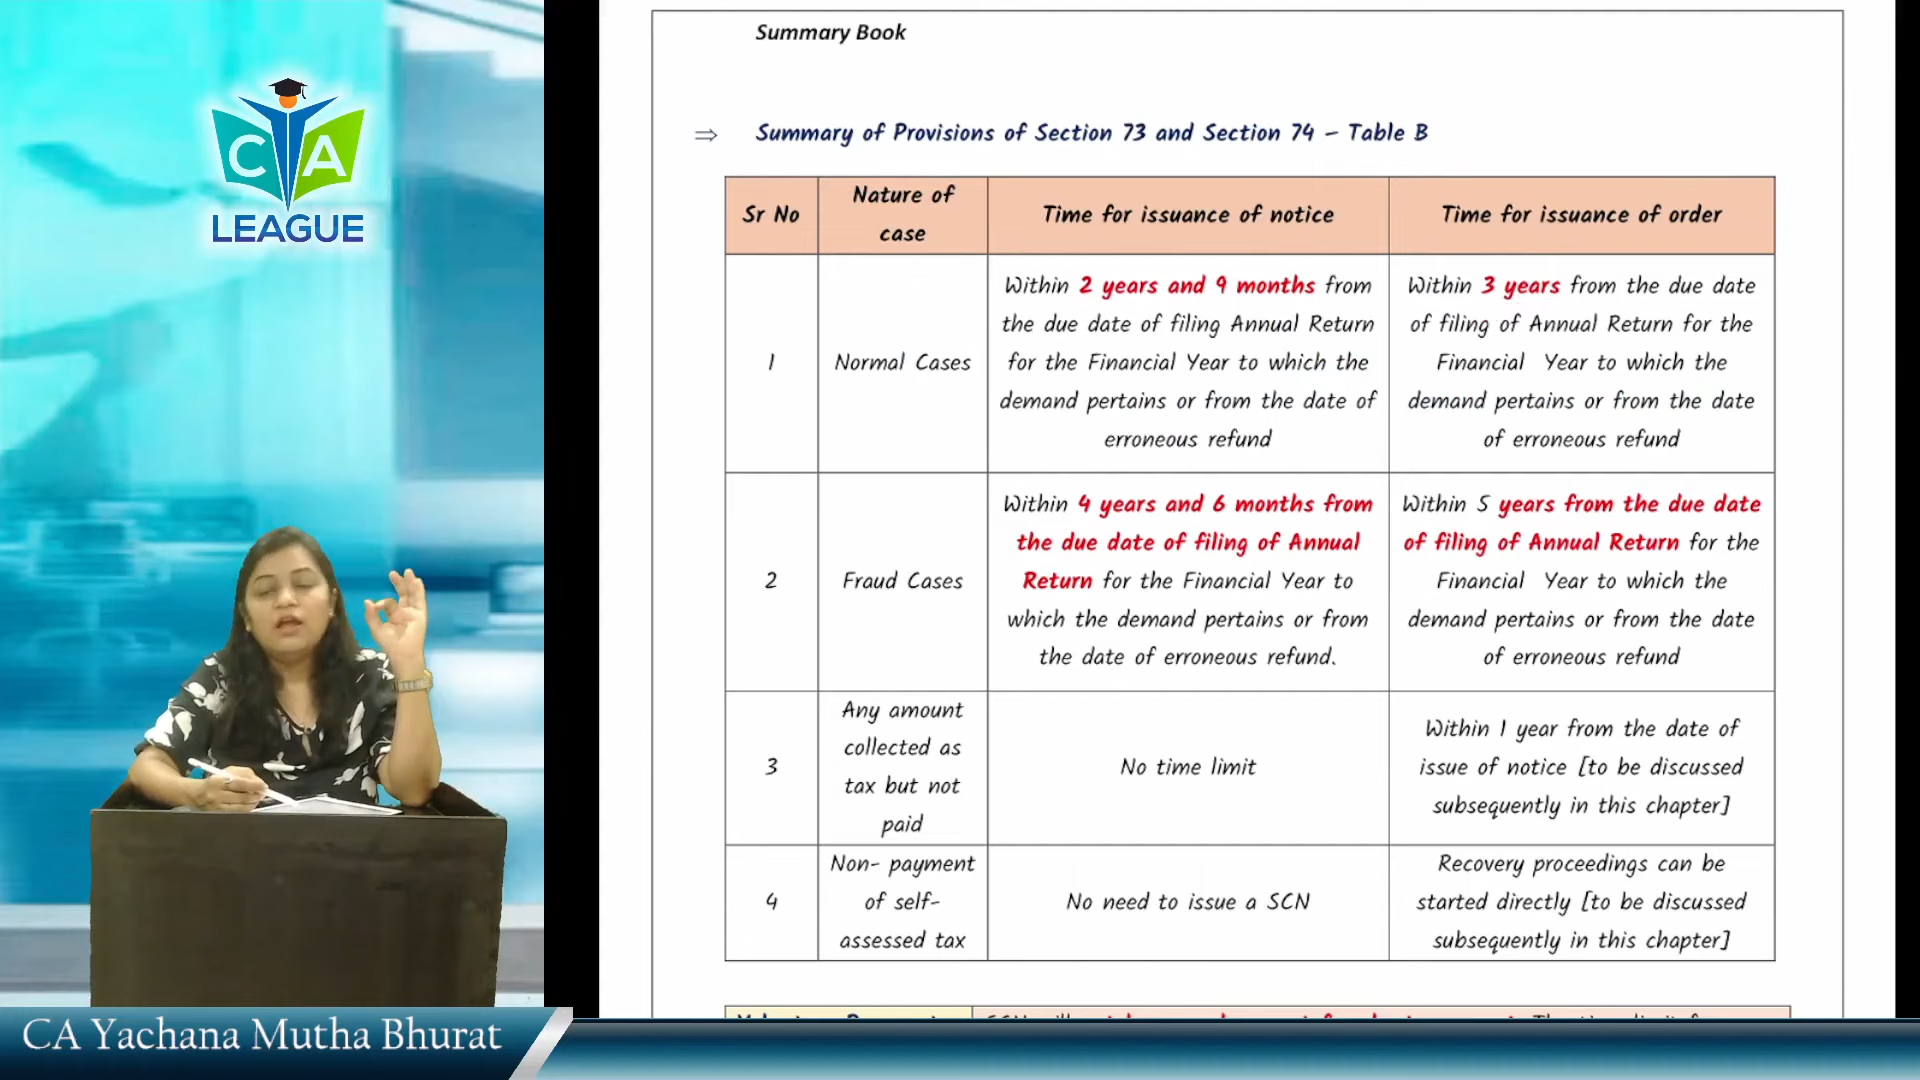 CA
LEAGUE
Summary Book
⇒ Summary of Provisions of Section 73 and Section 74 – Table B
Sr No
Nature of
case
Time for issuance of notice
Time for issuance of order
1
Normal Cases
Within 2 years and 9 months from
the due date of filing Annual Return
for the Financial Year to which the
demand pertains or from the date of
erroneous refund
Within 3 years from the due date
of filing of Annual Return for the
Financial Year to which the
demand pertains or from the date
of erroneous refund
2
Fraud Cases
Within 4 years and 6 months from
the due date of filing of Annual
Return for the Financial Year to
which the demand pertains or from
the date of erroneous refund.
Within 5 years from the due date
of filing of Annual Return for the
Financial Year to which the
demand pertains or from the date
of erroneous refund
3
Any amount
collected as
tax but not
paid
No time limit
Within 1 year from the date of
issue of notice [to be discussed
subsequently in this chapter]
4
Non- payment
of self-
assessed tax
No need to issue a SCN
Recovery proceedings can be
started directly [to be discussed
subsequently in this chapter]
CA Yachana Mutha Bhurat